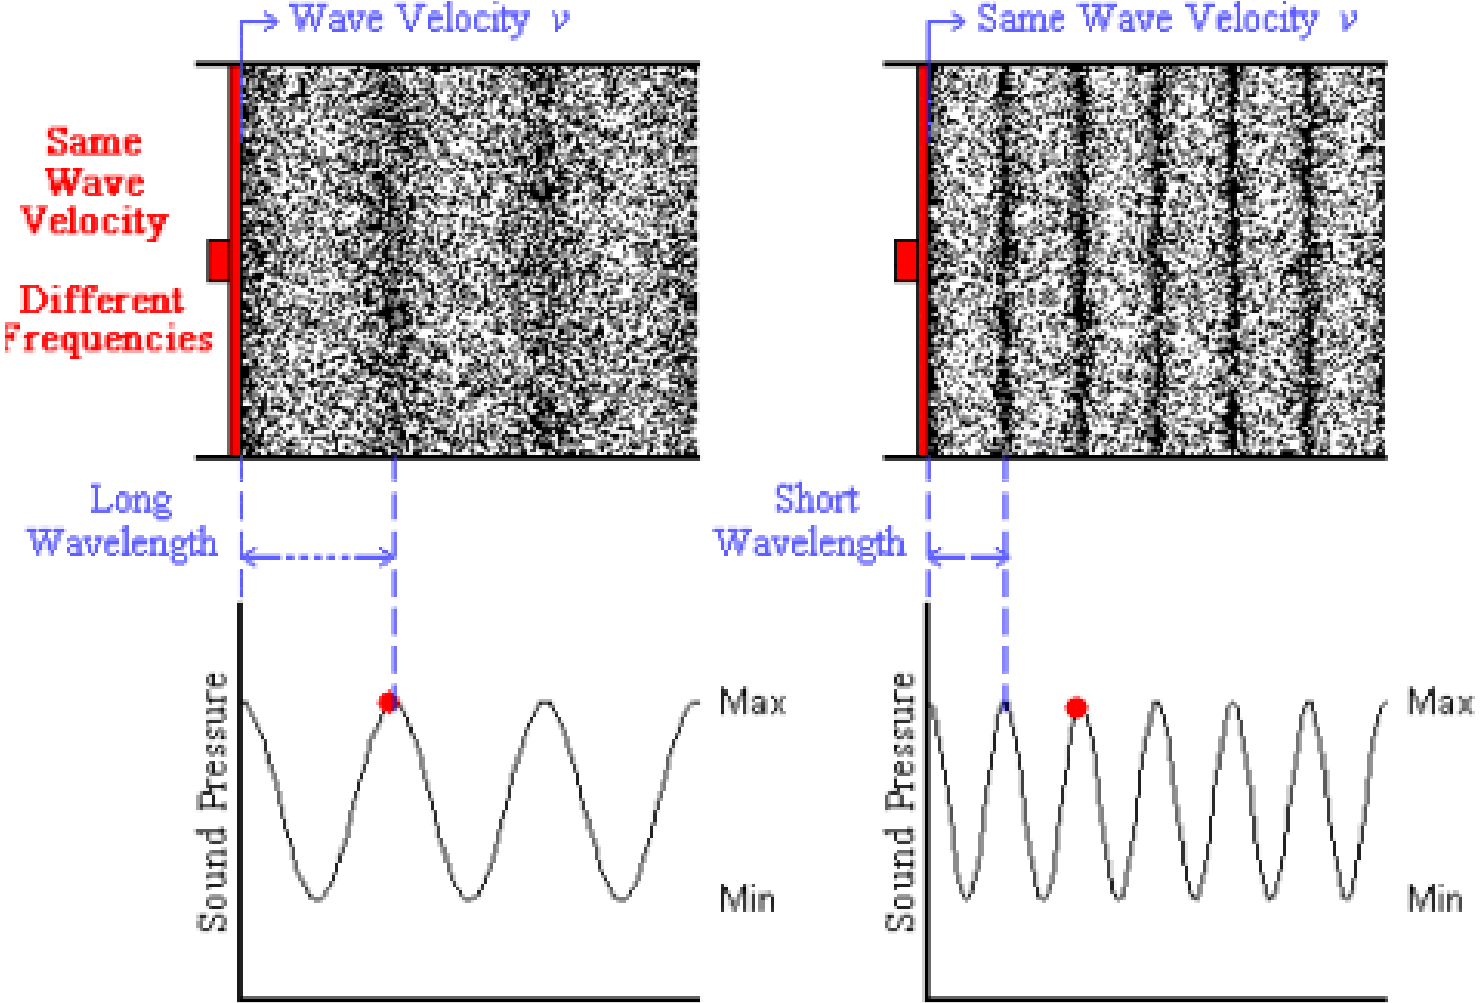 Wave Velocity v
Same Wave Velocity v
Same
Wave
Velocity
Different
Frequencies
Long
Wavelength
Short
Wavelength
Sound Pressure
Max
Min
Sound Pressure
Max
Min